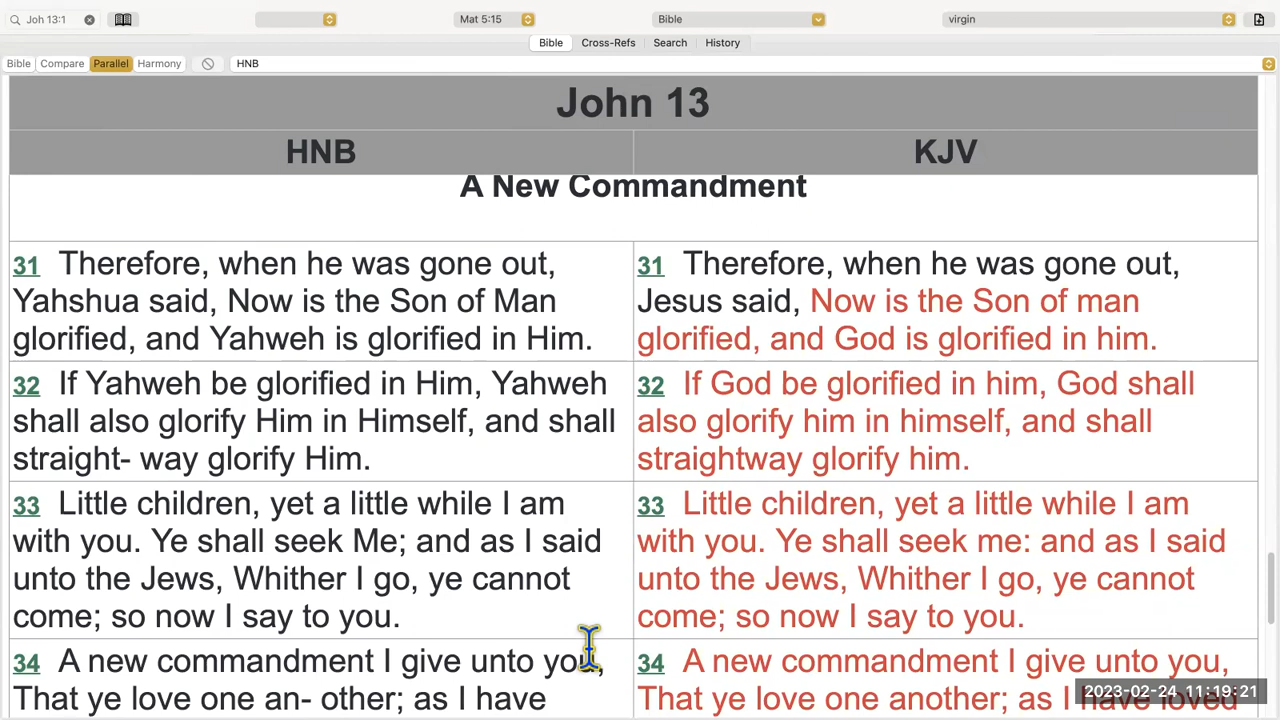 Joh 13:1
Mat 5:15
Bible
virgin
Bible Cross-Refs Search History
Bible Compare Parallel Harmony HNB
John 13
HNB
KJV
A New Commandment
31 Therefore, when he was gone out,
Yahshua said, Now is the Son of Man
glorified, and Yahweh is glorified in Him.
31 Therefore, when he was gone out,
Jesus said, Now is the Son of man
glorified, and God is glorified in him.
32 If Yahweh be glorified in Him, Yahweh
shall also glorify Him in Himself, and shall
straight- way glorify Him.
32 If God be glorified in him, God shall
also glorify him in himself, and shall
straightway glorify him.
33 Little children, yet a little while I am
with you. Ye shall seek Me; and as I said
unto the Jews, Whither I go, ye cannot
come; so now I say to you.
33 Little children, yet a little while I am
with you. Ye shall seek me: and as I said
unto the Jews, Whither I go, ye cannot
come; so now I say to you.
34 A new commandment I give unto you,
That ye love one an- other; as I have
34 A new commandment I give unto you,
That ye love one another; as I have loved
2023-02-24 11:19:21